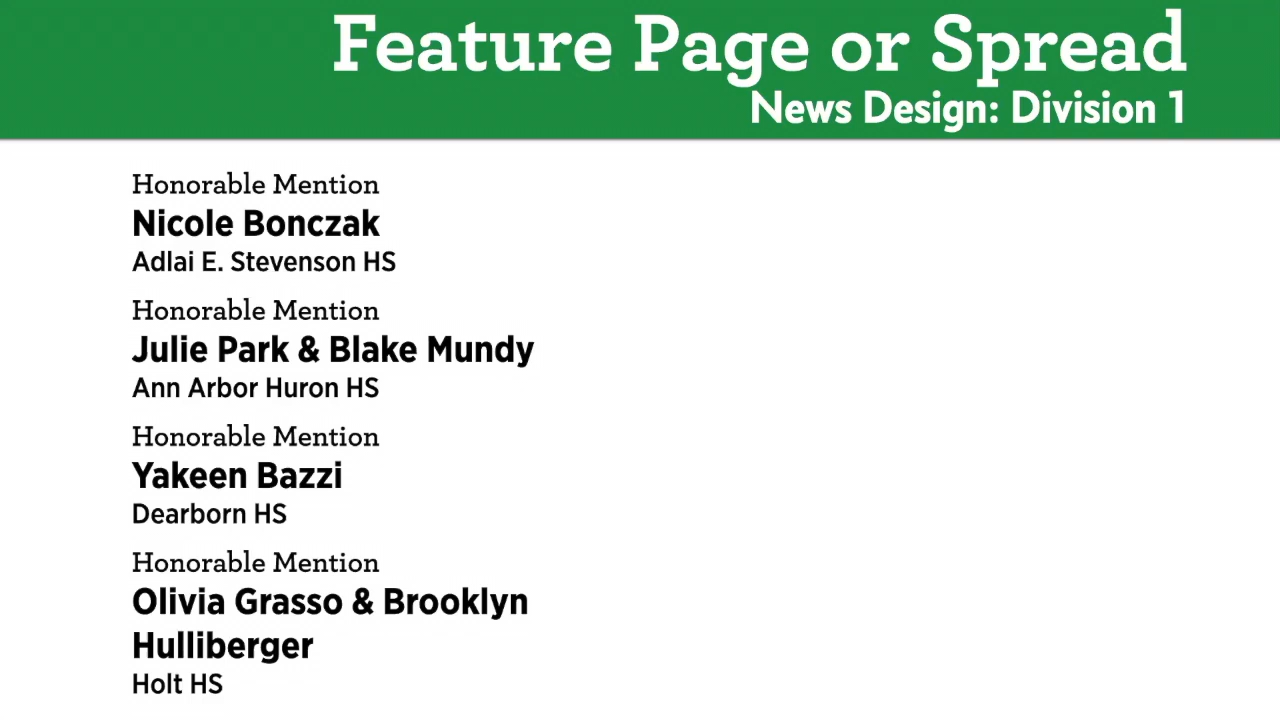 Feature Page or Spread
News Design: Division 1
Honorable Mention
Nicole Bonczak
Adlai E. Stevenson HS
Honorable Mention
Julie Park & Blake Mundy
Ann Arbor Huron HS
Honorable Mention
Yakeen Bazzi
Dearborn HS
Honorable Mention
Olivia Grasso & Brooklyn
Hulliberger
Holt HS